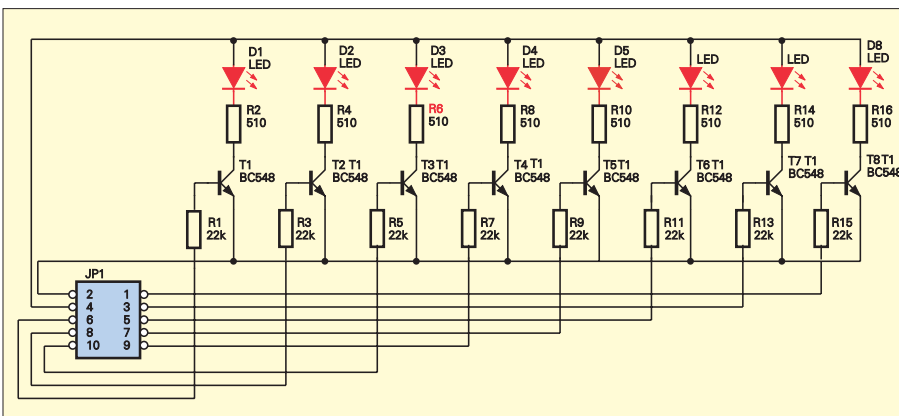 D1
LED
D2
LED
D3
LED
D4
LED
D5
LED
LED
LED
D8
LED
R2
510
R4
510
R6
510
R8
510
R10
510
R12
510
R14
510
R16
510
T1
BC548
T2 T1
BC548
T3 T1
BC548
T4 T1
BC548
T5 T1
BC548
T6 T1
BC548
T7 T1
BC548
T8 T1
BC548
R1
22k
R3
22k
R5
22k
R7
22k
R9
22k
R11
22k
R13
22k
R15
22k
JP1
2 1
4 3
6 5
8 7
10 9